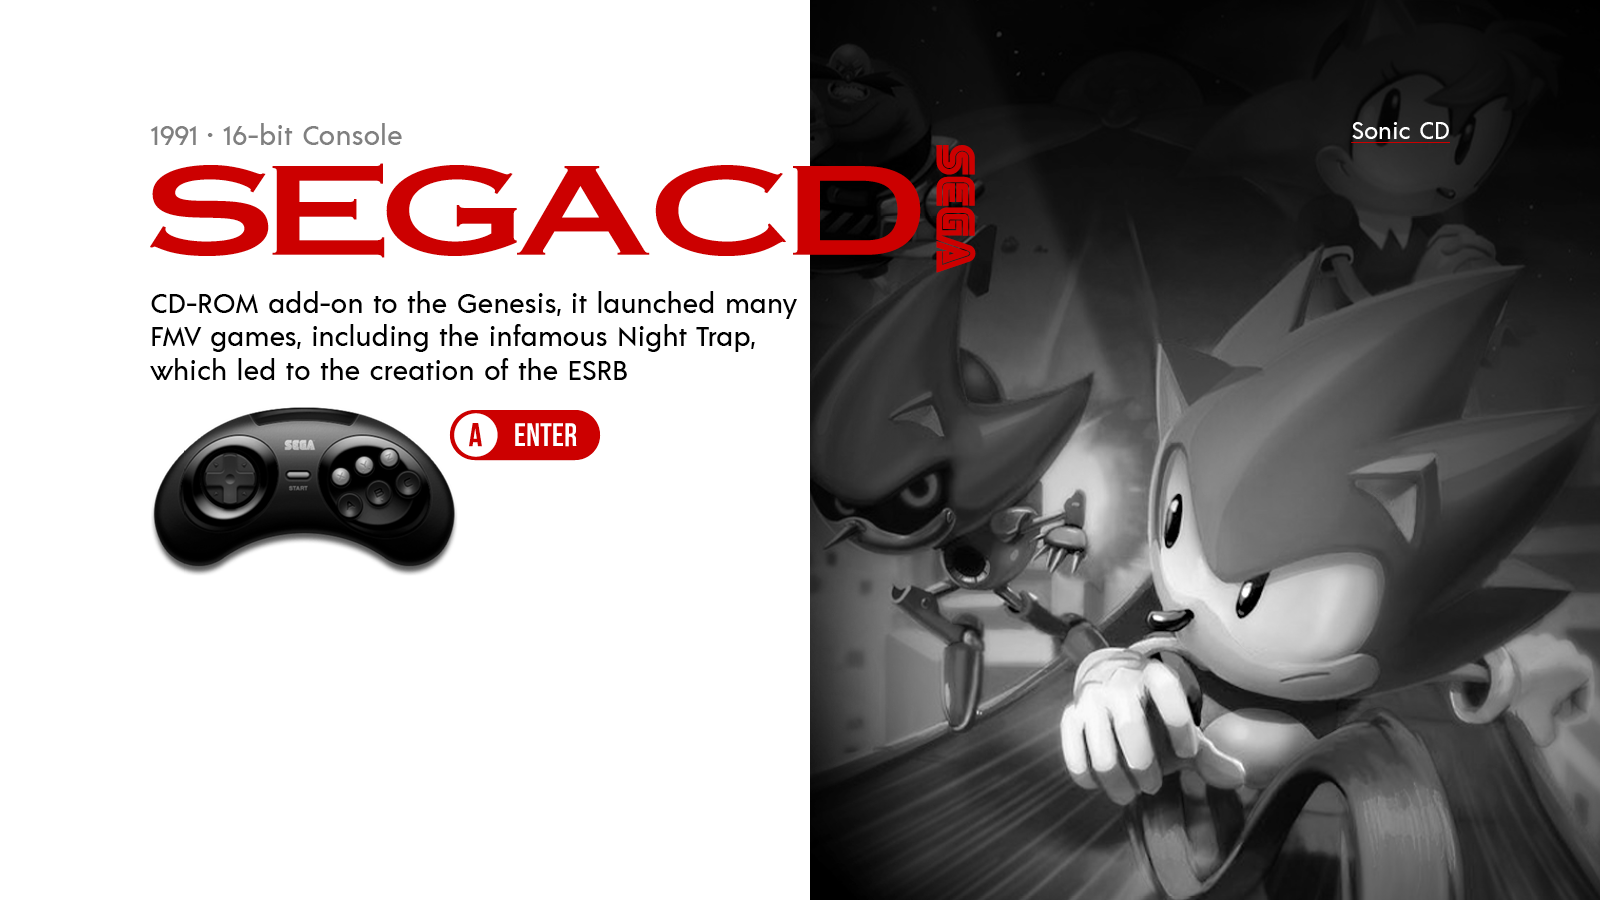 1991 · 16-bit Console
SEGACD
SEGA
Sonic CD
CD-ROM add-on to the Genesis, it launched many
FMV games, including the infamous Night Trap,
which led to the creation of the ESRB
A ENTER
SEGA
START